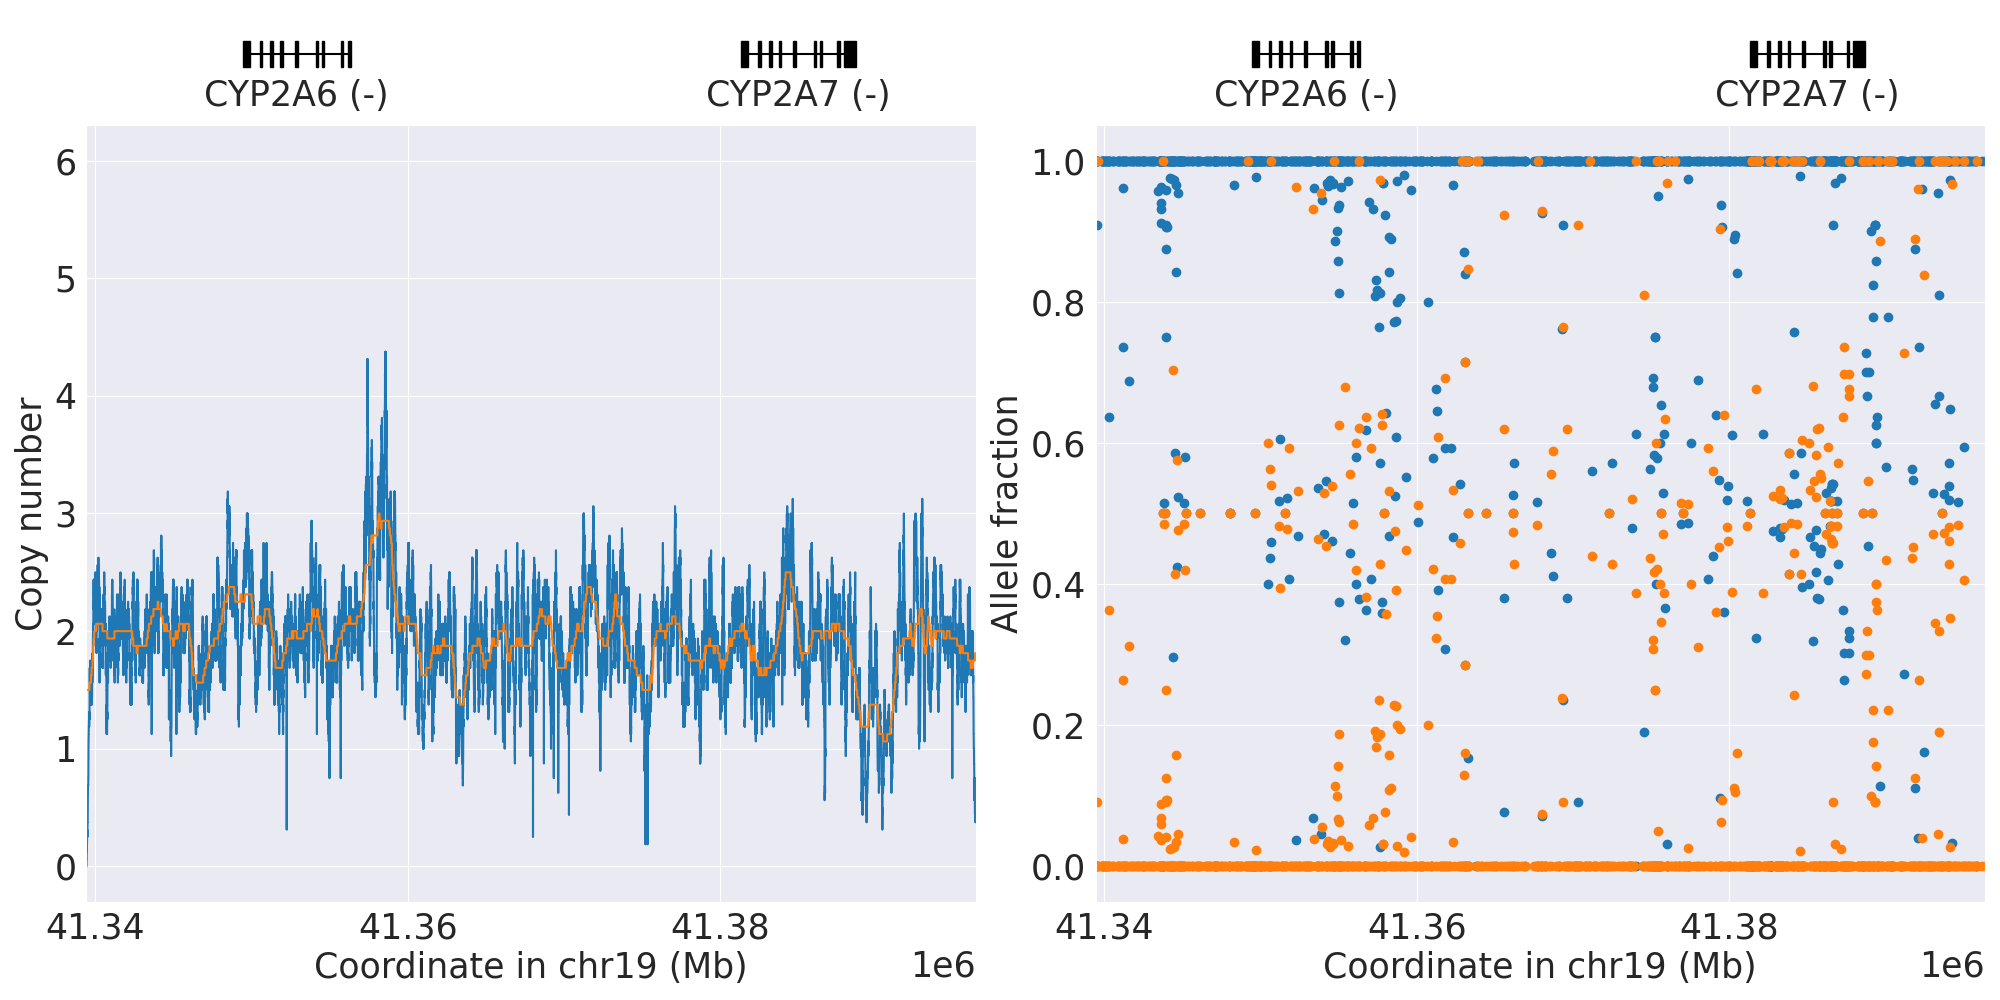 CYP2A6 (-)
CYP2A7 (-)
6
5
4
3
2
1
0
Copy number
41.34
41.36
41.38
Coordinate in chr19 (Mb)
1e6
CYP2A6 (-)
CYP2A7 (-)
1.0
0.8
0.6
0.4
0.2
0.0
Allele fraction
41.34
41.36
41.38
Coordinate in chr19 (Mb)
1e6